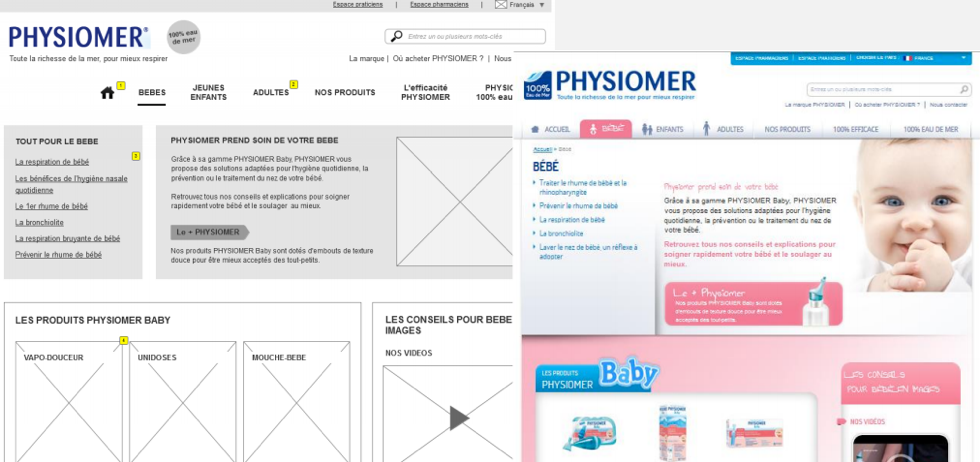 Espace praticiens | Espace pharmaciens | Français
PHYSIOMER
100% eau de mer
Toute la richesse de la mer, pour mieux respirer
Entrez un ou plusieurs mots-clés
La marque | Où acheter PHYSIOMER ? | Nous
1
BEBES
JEUNES ENFANTS
ADULTES
2
NOS PRODUITS
L'efficacité PHYSIOMER
PHYSIC
100% eau
TOUT POUR LE BEBE
3
La respiration de bébé
Les bénéfices de l'hygiène nasale
quotidienne
Le 1er rhume de bébé
La bronchiolite
La respiration bruyante de bébé
Prévenir le rhume de bébé
PHYSIOMER PREND SOIN DE VOTRE BEBE
Grâce à sa gamme PHYSIOMER Baby, PHYSIOMER vous
propose des solutions adaptées pour l'hygiène quotidienne, la
prévention ou le traitement du nez de votre bébé.
Retrouvez tous nos conseils et explications pour soigner
rapidement votre bébé et le soulager au mieux.
Le + PHYSIOMER
Nos produits PHYSIOMER Baby sont dotés d'embouts de texture
douce pour être mieux acceptés des tout-petits.
LES PRODUITS PHYSIOMER BABY
4
VAPO-DOUCEUR
UNIDOSES
MOUCHE-BEBE
LES CONSEILS POUR BEBE
IMAGES
NOS VIDEOS
ESPACE PHARMACIENS | ESPACE PRATICIENS | CHOISIR LE PAYS FRANCE
100%
Eau de Mer
PHYSIOMER
Toute la richesse de la mer pour mieux respirer
Entrez un ou plusieurs mots-clés
La marque PHYSIOMER | Où acheter PHYSIOMER ? | Nous contacter
ACCUEIL
BÉBÉ
ENFANTS
ADULTES
NOS PRODUITS
100% EFFICACE
100% EAU DE MER
Accueil > Bébé
BÉBÉ
Traiter le rhume de bébé et la
rhinopharyngite
Prévenir le rhume de bébé
La respiration de bébé
La bronchiolite
Laver le nez de bébé, un réflexe à
adopter
Physiomer prend soin de votre bébé
Grâce à sa gamme PHYSIOMER Baby, PHYSIOMER
vous propose des solutions adaptées pour l'hygiène
quotidienne, la prévention ou le traitement du nez de
votre bébé.
Retrouvez tous nos conseils et explications pour
soigner rapidement votre bébé et le soulager au
mieux.
Le + Physiomer
Nos produits PHYSIOMER Baby sont dotés
d'embouts de texture douce pour être mieux
acceptés des tout-petits.
LES PRODUITS
PHYSIOMER
Baby
LES CONSEILS
POUR BÉBÉ EN IMAGES
NOS VIDÉOS